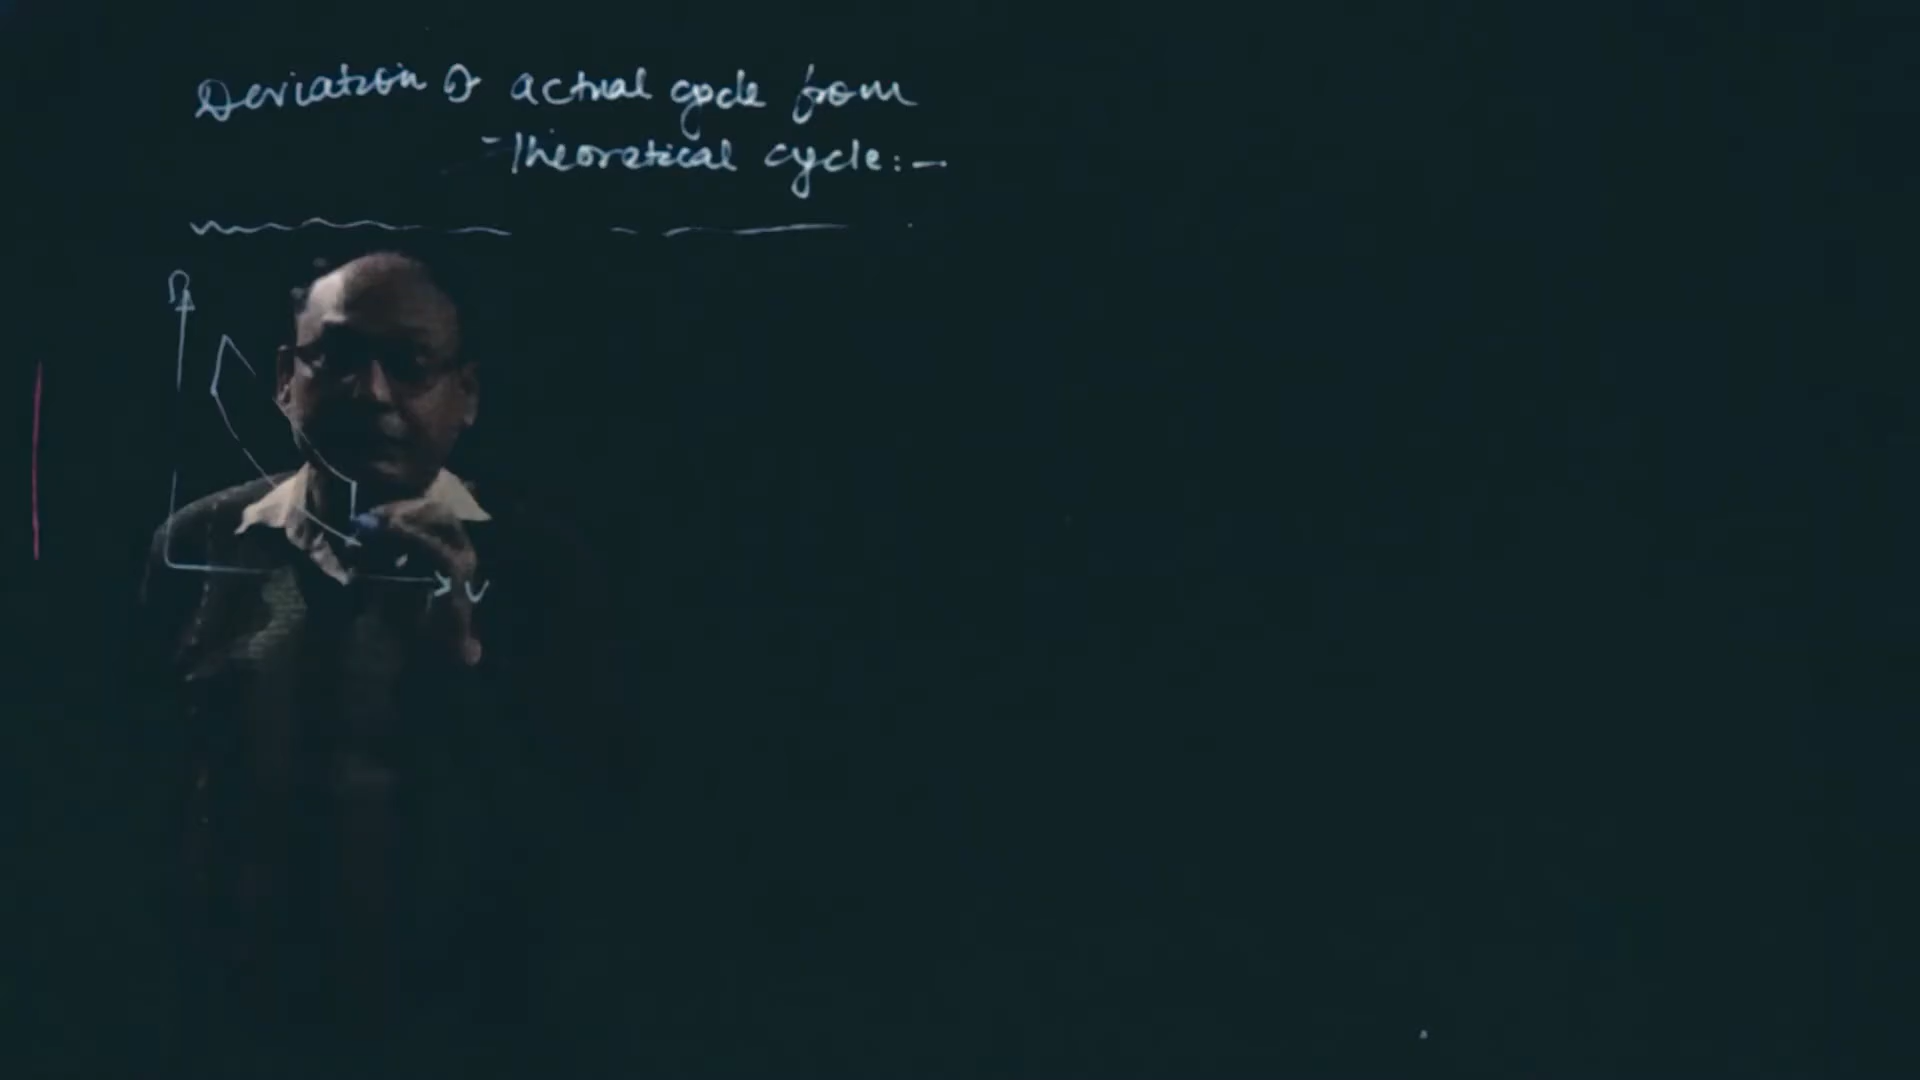 Deviation of actual cycle from
Theoretical cycle:-
P
V